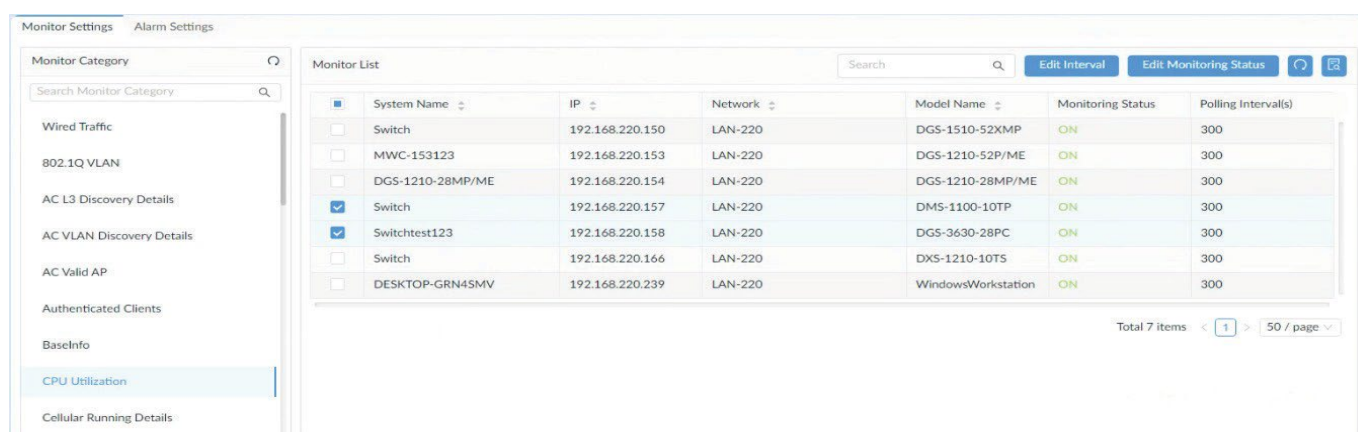 Monitor Settings Alarm Settings
Monitor Category
Search Monitor Category
Wired Traffic
802.1Q VLAN
AC L3 Discovery Details
AC VLAN Discovery Details
AC Valid AP
Authenticated Clients
BaseInfo
CPU Utilization
Cellular Running Details
Monitor List Search Edit Interval Edit Monitoring Status
System Name IP Network Model Name Monitoring Status Polling Interval(s)
Switch 192.168.220.150 LAN-220 DGS-1510-52XMP ON 300
MWC-153123 192.168.220.153 LAN-220 DGS-1210-52P/ME ON 300
DGS-1210-28MP/ME 192.168.220.154 LAN-220 DGS-1210-28MP/ME ON 300
Switch 192.168.220.157 LAN-220 DMS-1100-10TP ON 300
Switchtest123 192.168.220.158 LAN-220 DGS-3630-28PC ON 300
Switch 192.168.220.166 LAN-220 DXS-1210-10TS ON 300
DESKTOP-GRN4SMV 192.168.220.239 LAN-220 WindowsWorkstation ON 300
Total 7 items < 1 > 50 / page